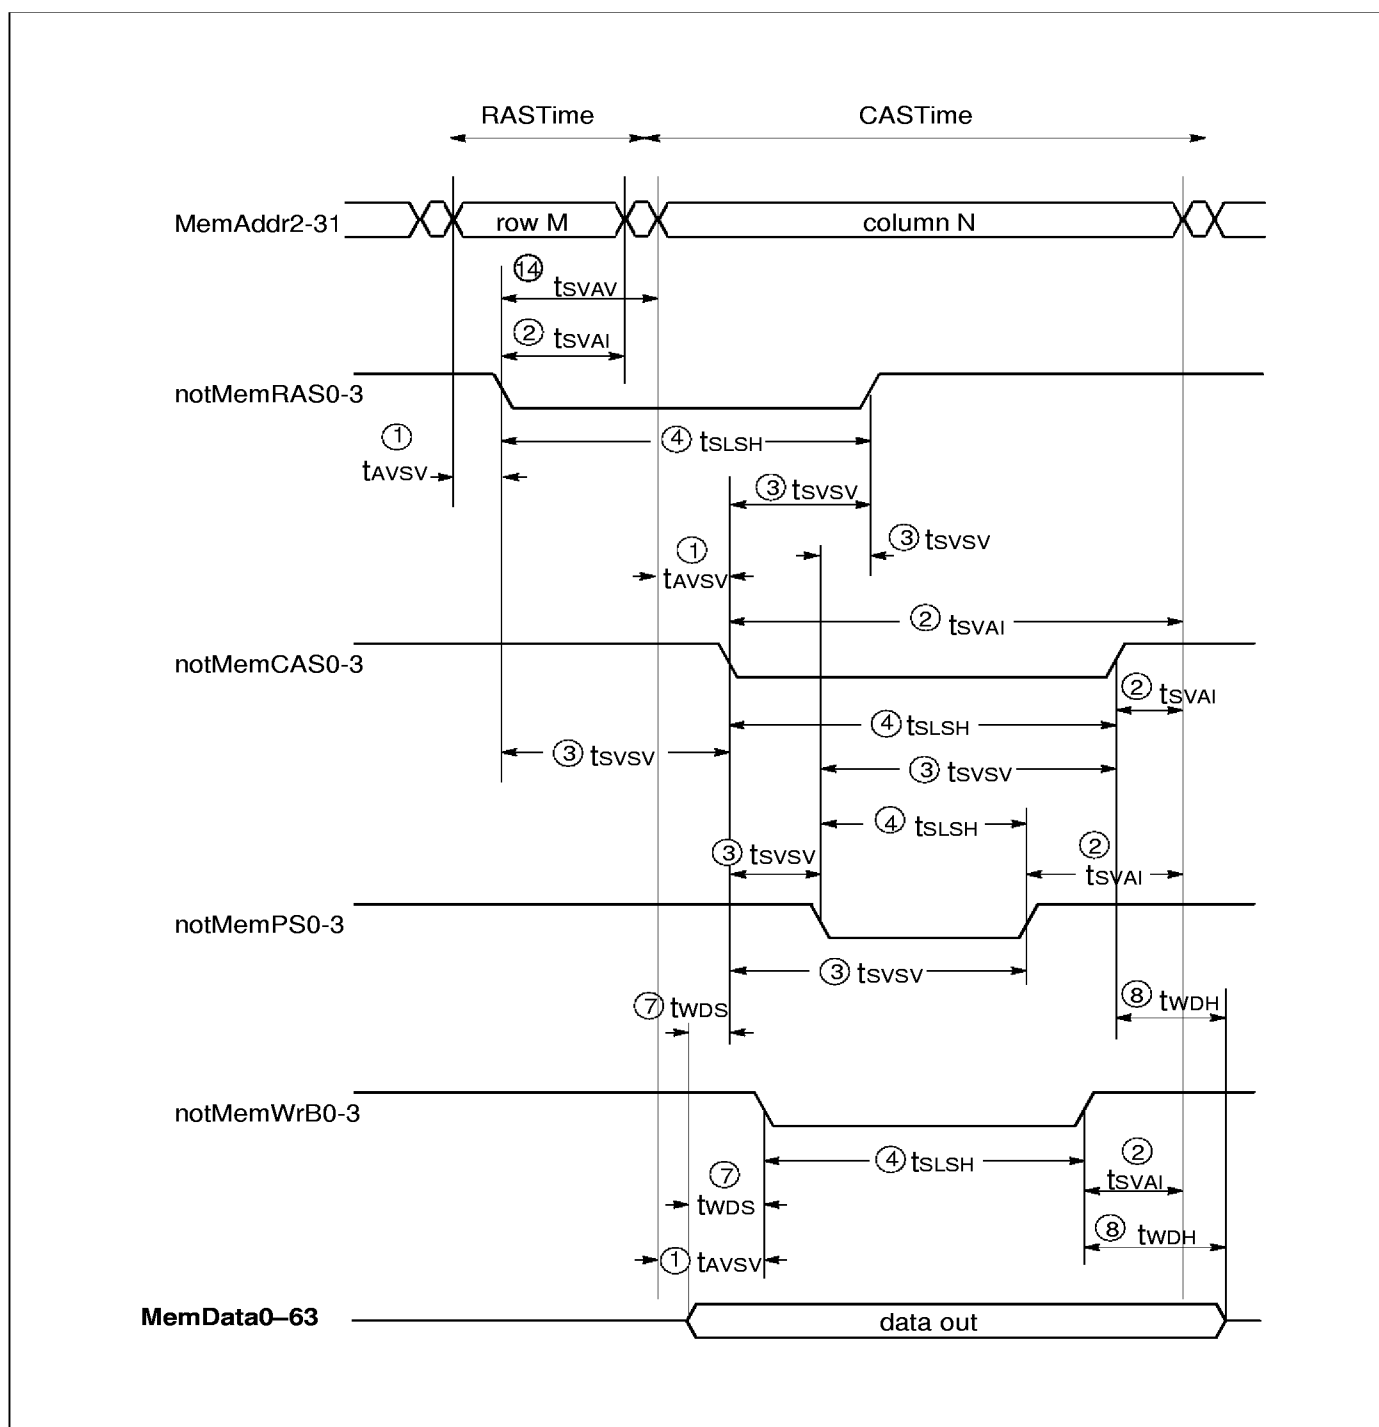 RASTime CASTime
MemAddr2-31 row M column N
14 tSVAV
2 tSVAI
notMemRAS0-3
1 4 tSLSH
tAVSV
3 tSVSV
3 tSVSV
1
tAVSV
2 tSVAI
notMemCAS0-3
2 tSVAI
4 tSLSH
3 tSVSV
3 tSVSV
4 tSLSH
3 tSVSV 2
tSVAI
notMemPS0-3
3 tSVSV
7 tWDS 8 tWDH
notMemWrB0-3
4 tSLSH 2
7 tSVAI
tWDS
8 tWDH
1 tAVSV
MemData0–63 data out